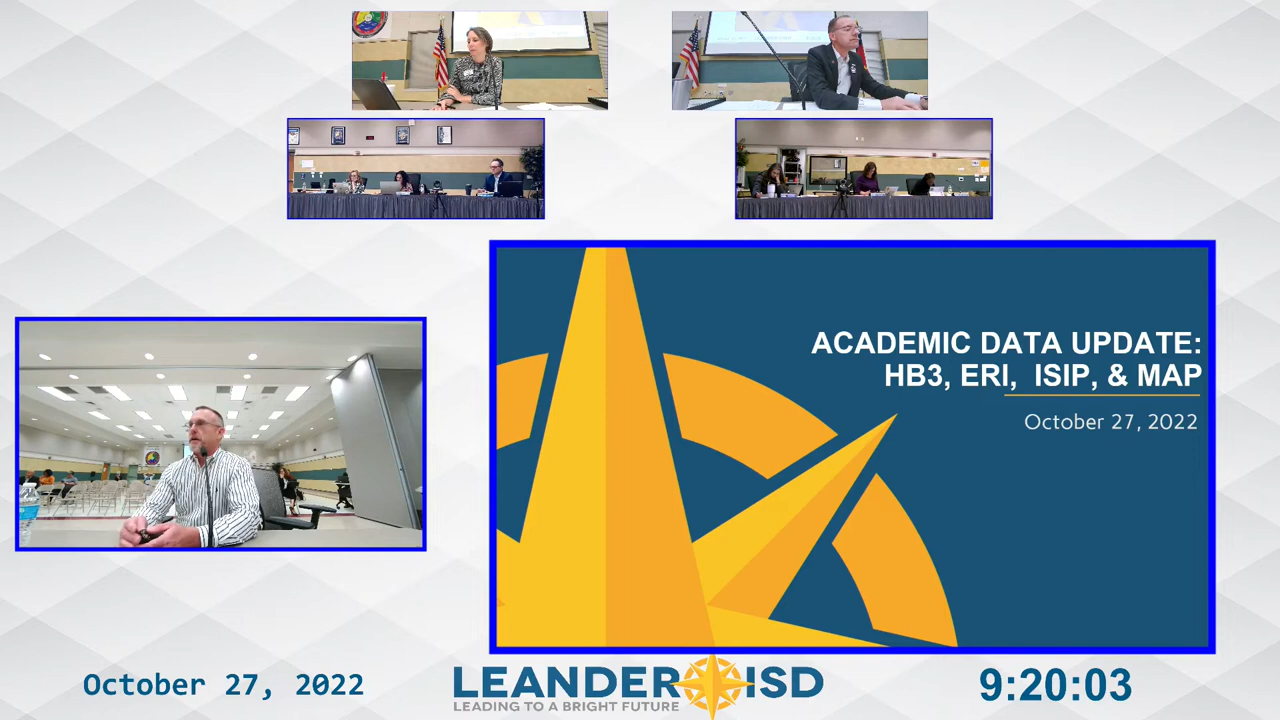 ACADEMIC DATA UPDATE:
HB3, ERI, ISIP, & MAP
October 27, 2022
October 27, 2022
LEANDER ISD
LEADING TO A BRIGHT FUTURE
9:20:03